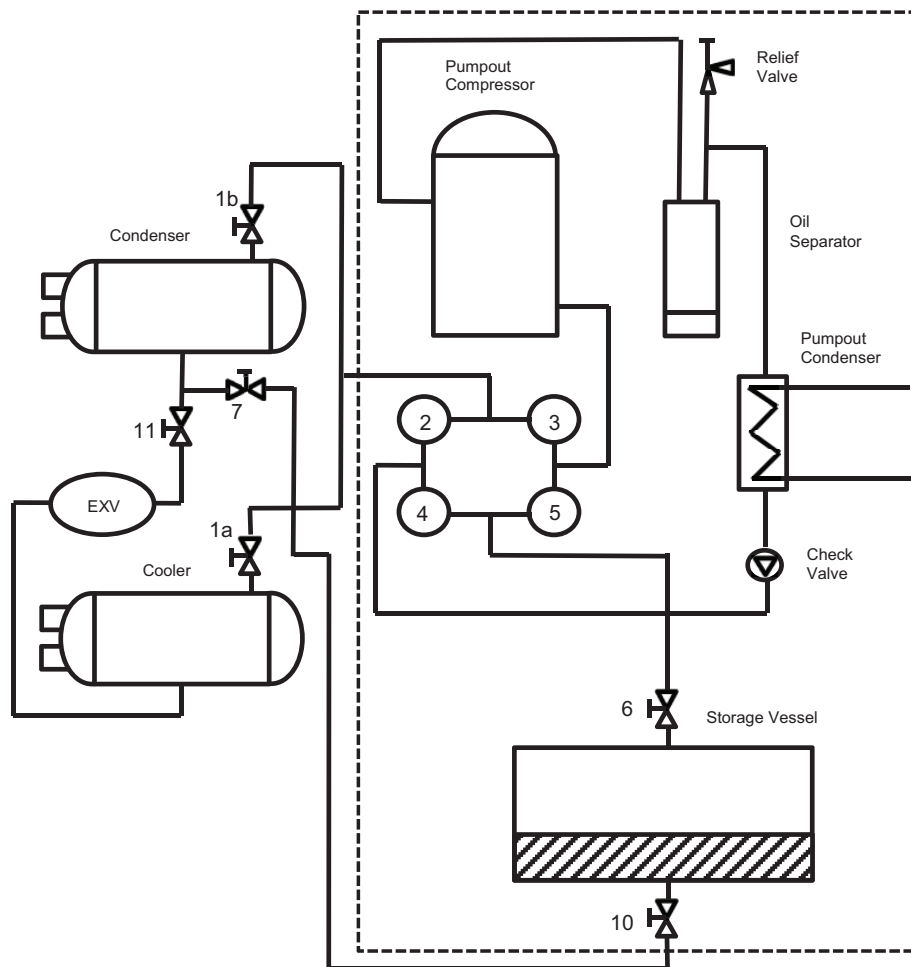 Pumpout
Compressor
Relief
Valve
1b
Condenser
Oil
Separator
Pumpout
Condenser
2
3
7
11
EXV
4
5
1a
Cooler
Check
Valve
6
Storage Vessel
10